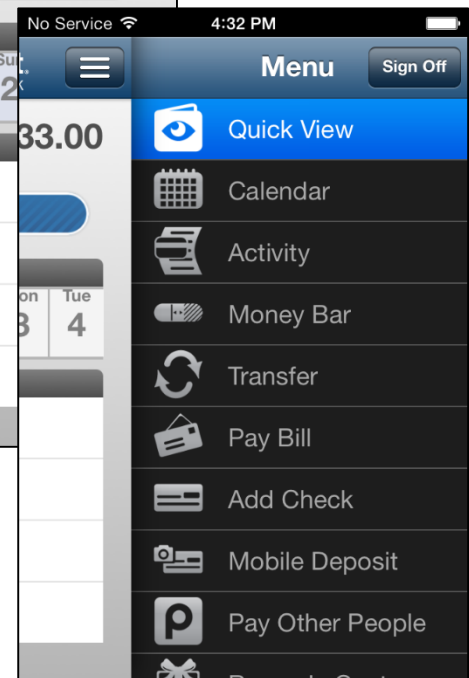 No Service 4:32 PM
Menu Sign Off
33.00
Quick View
Calendar
Activity
Tue
4
Money Bar
Transfer
Pay Bill
Add Check
Mobile Deposit
Pay Other People